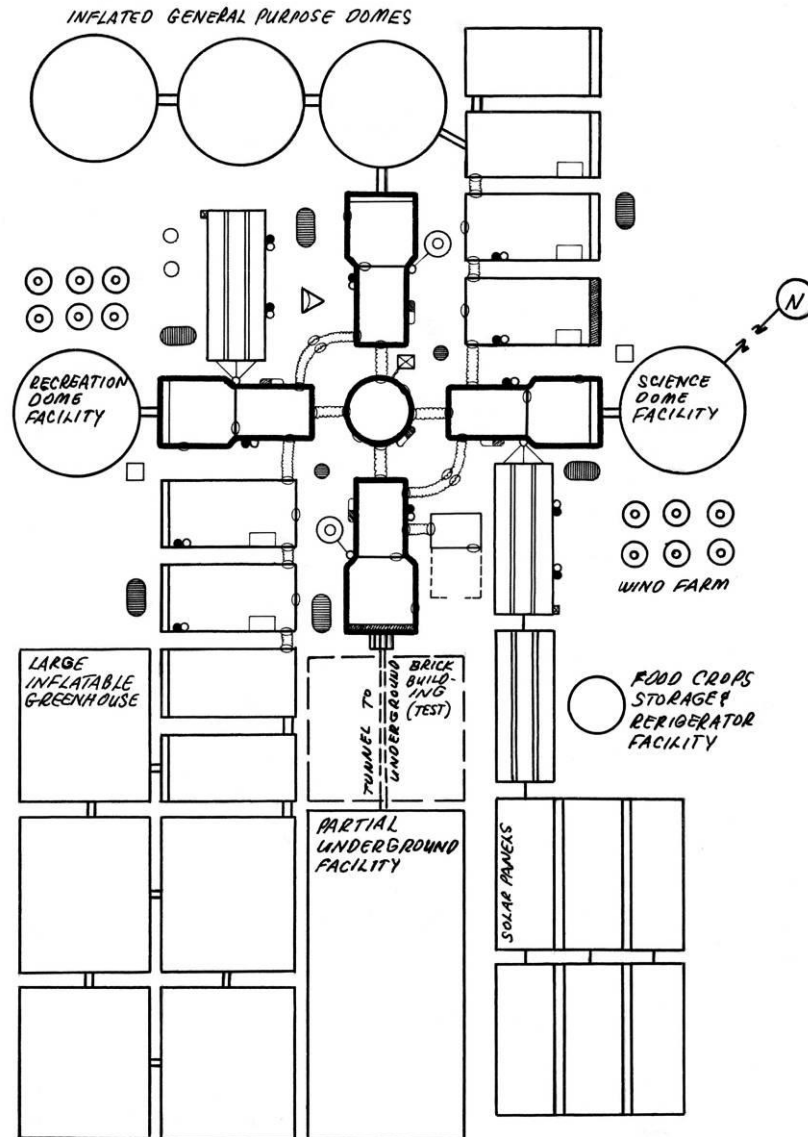 INFLATED GENERAL PURPOSE DOMES
N
RECREATION
DOME
FACILITY
SCIENCE
DOME
FACILITY
WIND FARM
LARGE
INFLATABLE
GREENHOUSE
TUNNEL TO
UNDERGROUND
BRICK
BUILD-
ING
(TEST)
FOOD CROPS
STORAGE &
REFRIGERATOR
FACILITY
PARTIAL
UNDERGROUND
FACILITY
SOLAR PANELS